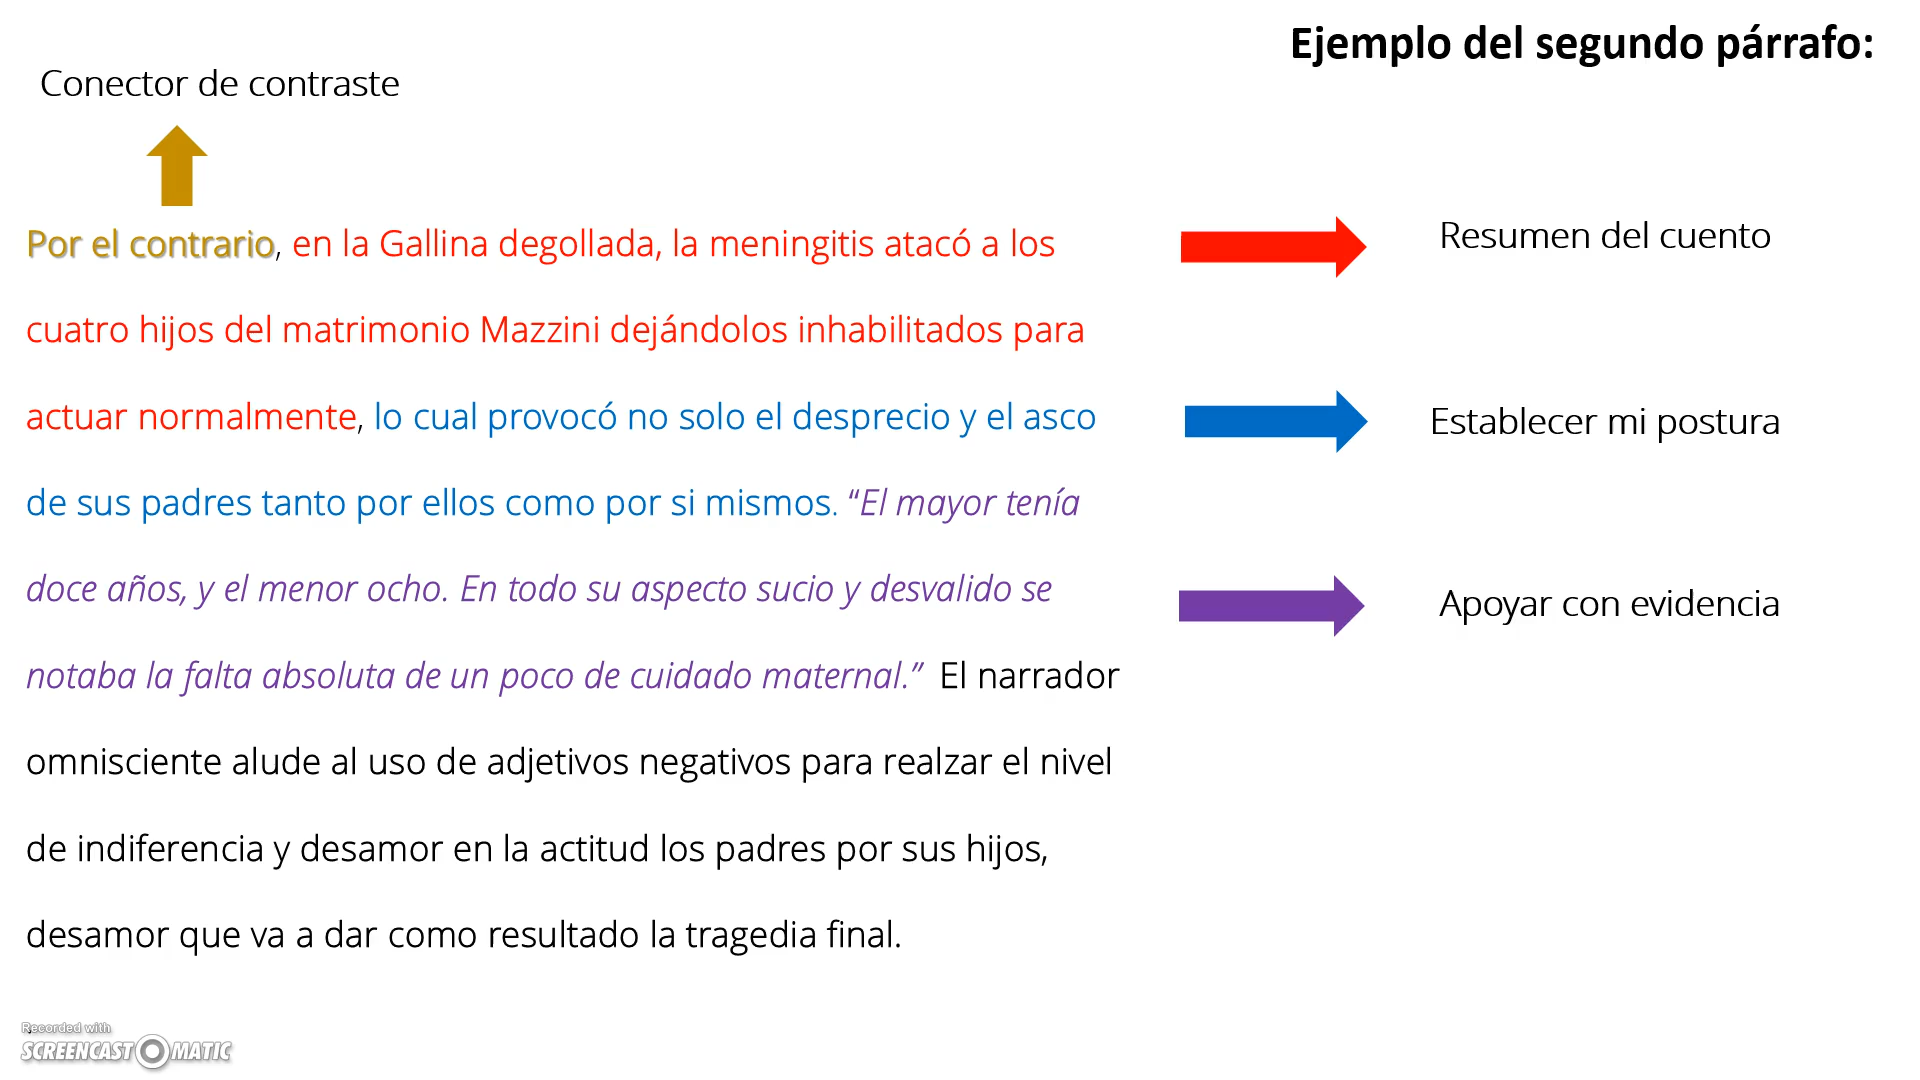 Ejemplo del segundo párrafo:
Conector de contraste
Por el contrario, en la Gallina degollada, la meningitis atacó a los
cuatro hijos del matrimonio Mazzini dejándolos inhabilitados para
actuar normalmente, lo cual provocó no solo el desprecio y el asco
de sus padres tanto por ellos como por si mismos. “El mayor tenía
doce años, y el menor ocho. En todo su aspecto sucio y desvalido se
notaba la falta absoluta de un poco de cuidado maternal.” El narrador
omnisciente alude al uso de adjetivos negativos para realzar el nivel
de indiferencia y desamor en la actitud los padres por sus hijos,
desamor que va a dar como resultado la tragedia final.
Resumen del cuento
Establecer mi postura
Apoyar con evidencia
Recorded with
SCREENCAST O MATIC